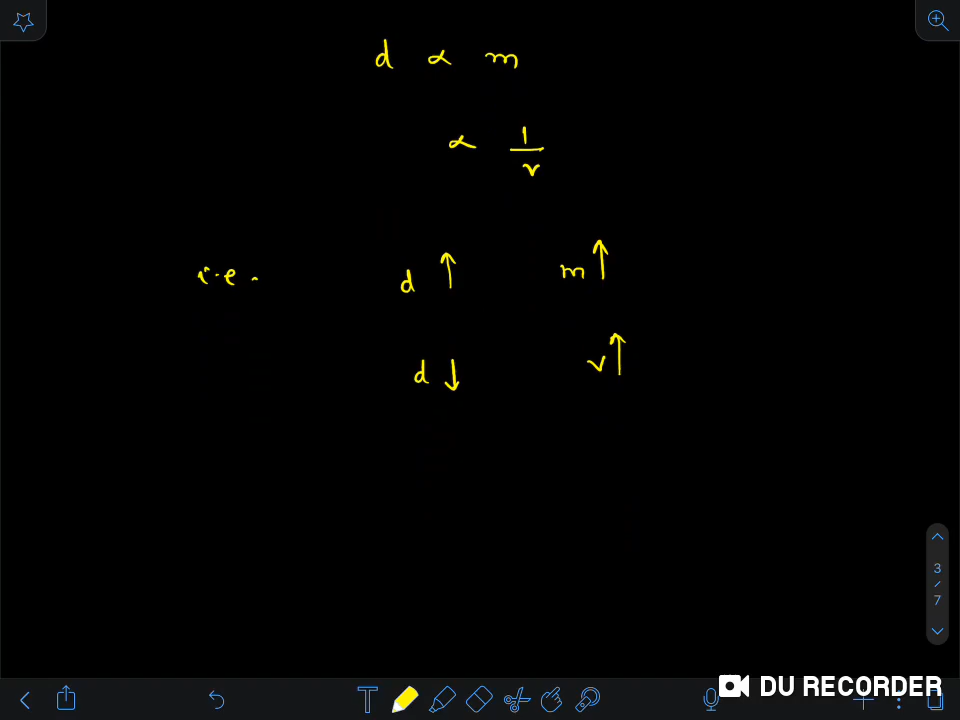 d ∝ m
∝ 1/v
i.e. d ↑ m ↑
d ↓ v ↑
3
/
7
T
DU RECORDER